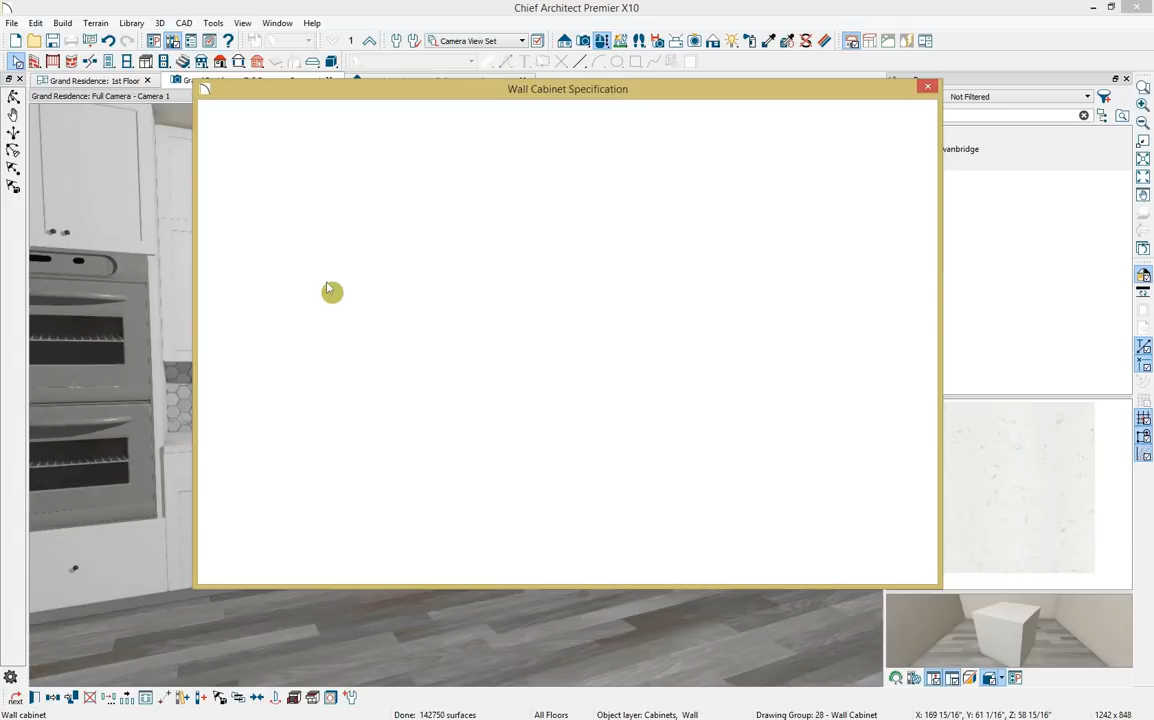 Chief Architect Premier X10
File Edit Build Terrain Library 3D CAD Tools View Window Help
1 Camera View Set
Grand Residence: 1st Floor
Grand Residence: Full Camera - Camera 1
Wall Cabinet Specification
Not Filtered
wanbridge
next
Wall cabinet Done: 142750 surfaces All Floors Object layer: Cabinets, Wall Drawing Group: 28 - Wall Cabinet X: 169 15/16", Y: 61 1/16", Z: 58 15/16" 1242 x 848